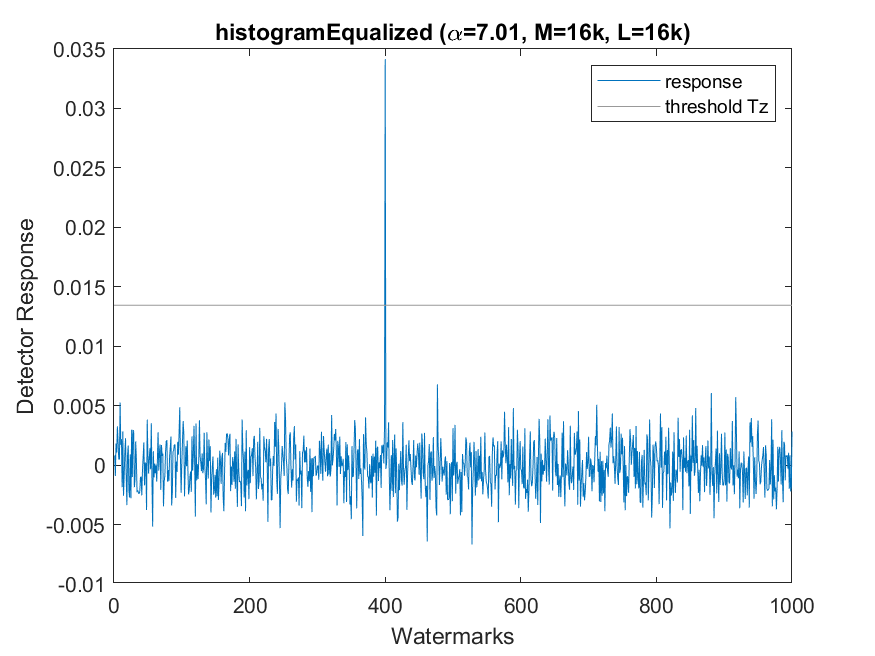 histogramEqualized (α=7.01, M=16k, L=16k)
0.035
0.03
0.025
0.02
0.015
0.01
0.005
0
-0.005
-0.01
Detector Response
response
threshold Tz
0 200 400 600 800 1000
Watermarks